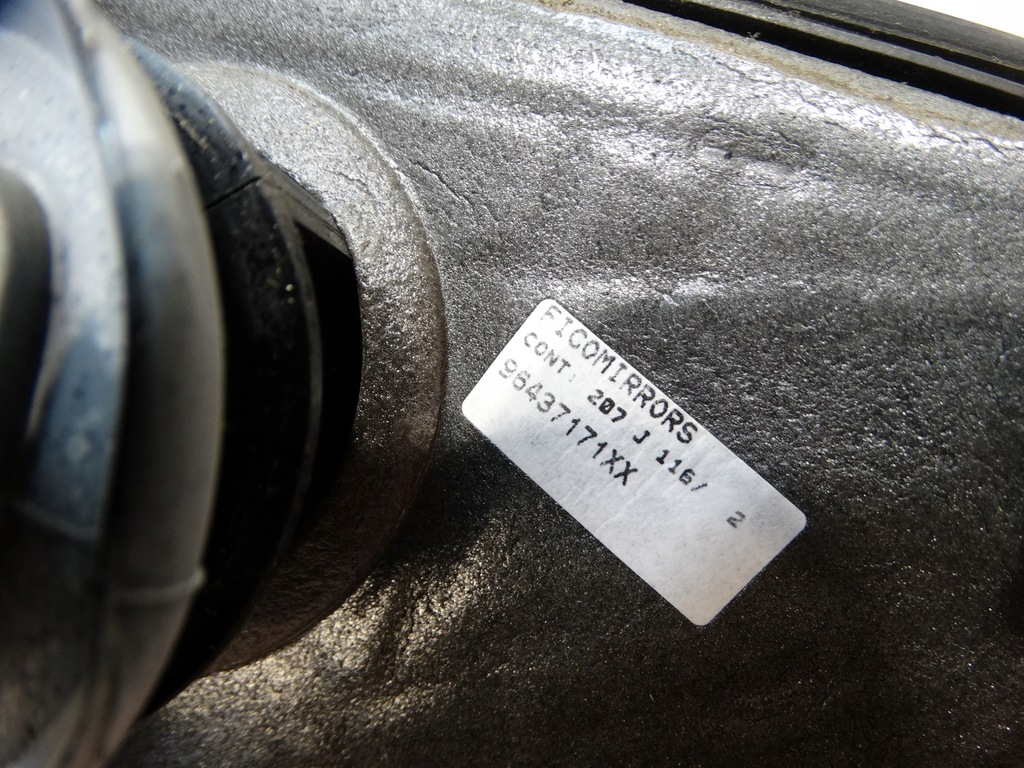 FICOMIRRORS
CONT: 207 J 116/ 2
98437171XX